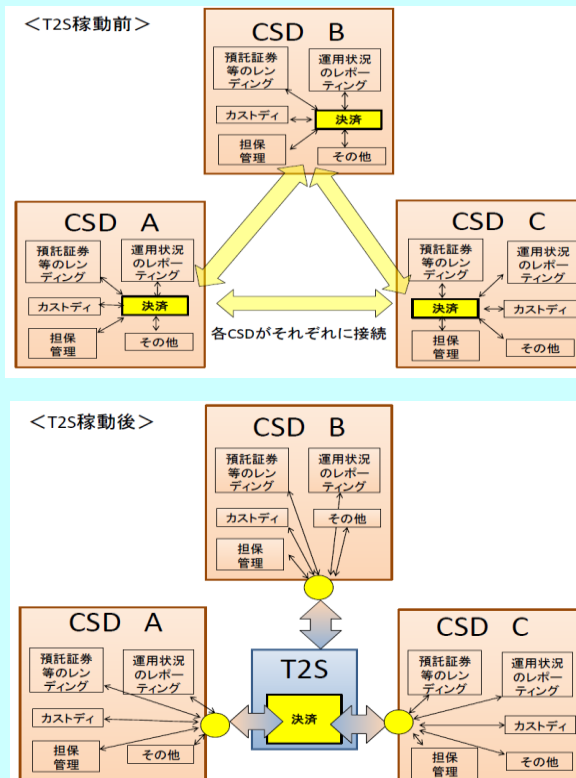 ＜T2S稼動前＞
CSD B
預託証券
等のレン
ディング
運用状況
のレポー
ティング
カストディ
決済
担保
管理
その他
CSD A
預託証券
等のレン
ディング
運用状況
のレポー
ティング
カストディ
決済
担保
管理
その他
CSD C
預託証券
等のレン
ディング
運用状況
のレポー
ティング
決済
カストディ
担保
管理
その他
各CSDがそれぞれに接続
＜T2S稼動後＞
CSD B
預託証券
等のレン
ディング
運用状況
のレポー
ティング
カストディ
その他
担保
管理
CSD A
預託証券
等のレン
ディング
運用状況
のレポー
ティング
カストディ
担保
管理
その他
T2S
決済
CSD C
預託証券
等のレン
ディング
運用状況
のレポー
ティング
カストディ
担保
管理
その他